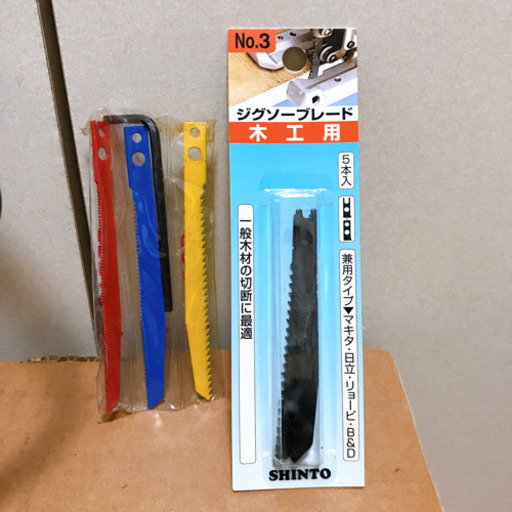 No.3
ジグソーブレード
木工用
5本入
兼用タイプ▼マキタ・日立・リョービ・B&D
一般木材の切断に最適
SHINTO